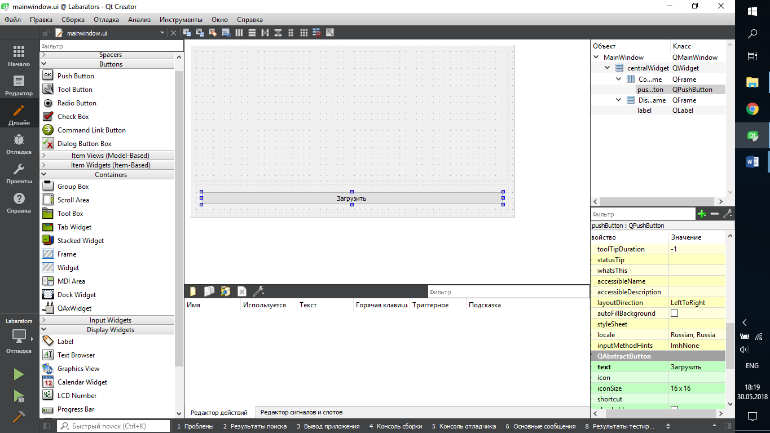 mainwindow.ui @ Labarators - Qt Creator
Файл Правка Сборка Отладка Анализ Инструменты Окно Справка
mainwindow.ui
Фильтр
Spacers
Buttons
Push Button
Tool Button
Radio Button
Check Box
Command Link Button
Dialog Button Box
Item Views (Model-Based)
Item Widgets (Item-Based)
Containers
Group Box
Scroll Area
Tool Box
Tab Widget
Stacked Widget
Frame
Widget
MDI Area
Dock Widget
QAxWidget
Input Widgets
Display Widgets
Label
Text Browser
Graphics View
Calendar Widget
LCD Number
Progress Bar
Начало
Редактор
Дизайн
Отладка
Проекты
Справка
Labarators
Отладка
Загрузить
Фильтр
Имя Используется Текст Горячая клавиш. Триггерное Подсказка
Редактор действий Редактор сигналов и слотов
Объект Класс
MainWindow QMainWindow
centralWidget QWidget
Co...me QFrame
pus...ton QPushButton
Dis...ame QFrame
label QLabel
Фильтр
pushButton : QPushButton
войство Значение
toolTipDuration -1
statusTip
whatsThis
accessibleName
accessibleDescription
layoutDirection LeftToRight
autoFillBackground
styleSheet
locale Russian, Russia
inputMethodHints ImhNone
QAbstractButton
text Загрузить
icon
iconSize 16 x 16
shortcut
Быстрый поиск (Ctrl+K)
1 Проблемы 2 Результаты поиска 3 Вывод приложения 4 Консоль сборки 5 Консоль отладчика 6 Основные сообщения 8 Результаты тестир...
ENG
18:19
30.05.2018